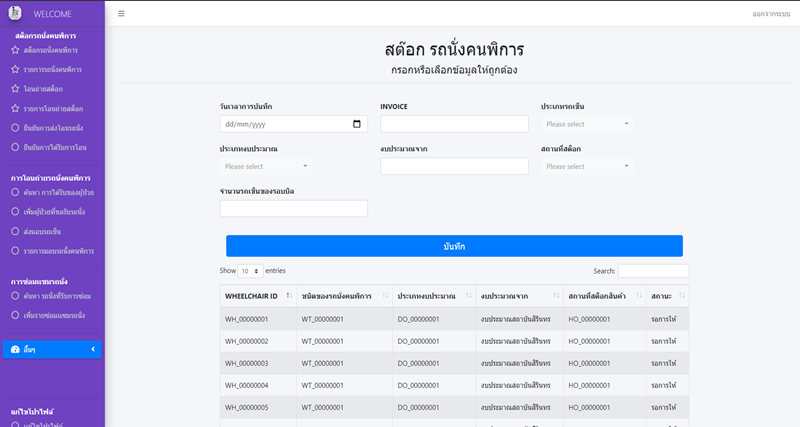 WELCOME
ออกจากระบบ
สต็อกรถนั่งคนพิการ
สต็อกรถนั่งคนพิการ
รายการรถนั่งคนพิการ
โอนถ่ายสต็อก
รายการโอนถ่ายสต็อก
ยืนยันการส่งโอนรถนั่ง
ยืนยันการได้รับการโอน
การโอนถ่ายรถนั่งคนพิการ
ค้นหา การได้รับของผู้ป่วย
เพิ่มผู้ป่วยที่ขอรับรถนั่ง
ส่งมอบรถเข็น
รายการมอบรถนั่งคนพิการ
การซ่อมแซมรถนั่ง
ค้นหา รถนั่งที่รับการซ่อม
เพิ่มรายซ่อมแซมรถนั่ง
อื่นๆ
แก้ไขโปรไฟล์
แก้ไขโปรไฟล์
สต๊อก รถนั่งคนพิการ
กรอกหรือเลือกข้อมูลให้ถูกต้อง
วันเวลาการบันทึก INVOICE ประเภทรถเข็น
dd/mm/yyyy Please select
ประเภทงบประมาณ งบประมาณจาก สถานที่สต็อก
Please select Please select
จำนวนรถเข็นของรอบบิล
บันทึก
Show 10 entries Search:
WHEELCHAIR ID ชนิดของรถนั่งคนพิการ ประเภทงบประมาณ งบประมาณจาก สถานที่สต็อกสินค้า สถานะ
WH_00000001 WT_00000001 DO_00000001 งบประมาณสถาบันสิรินทร HO_00000001 รอการให้
WH_00000002 WT_00000001 DO_00000001 งบประมาณสถาบันสิรินทร HO_00000001 รอการให้
WH_00000003 WT_00000001 DO_00000001 งบประมาณสถาบันสิรินทร HO_00000001 รอการให้
WH_00000004 WT_00000001 DO_00000001 งบประมาณสถาบันสิรินทร HO_00000001 รอการให้
WH_00000005 WT_00000001 DO_00000001 งบประมาณสถาบันสิรินทร HO_00000001 รอการให้